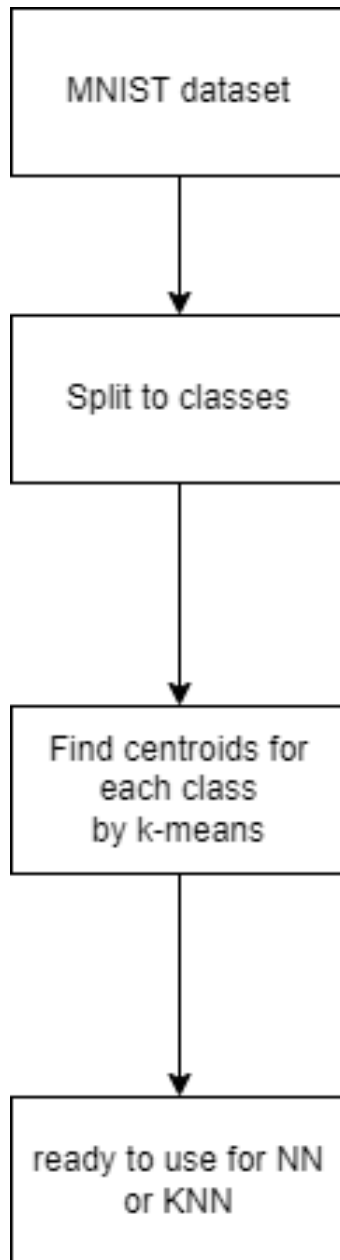 MNIST dataset
Split to classes
Find centroids for
each class
by k-means
ready to use for NN
or KNN